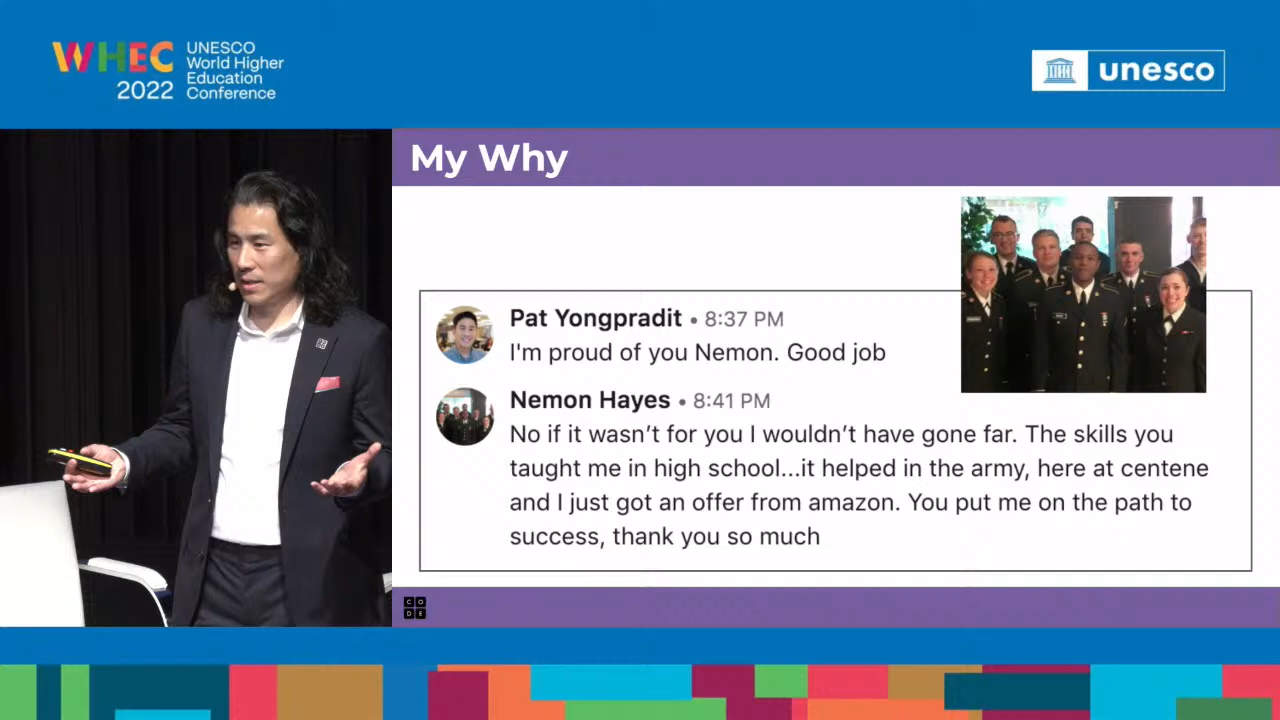 WHEC
2022
UNESCO
World Higher
Education
Conference
unesco
My Why
Pat Yongpradit • 8:37 PM
I'm proud of you Nemon. Good job
Nemon Hayes • 8:41 PM
No if it wasn’t for you I wouldn’t have gone far. The skills you
taught me in high school...it helped in the army, here at centene
and I just got an offer from amazon. You put me on the path to
success, thank you so much
C O
D E